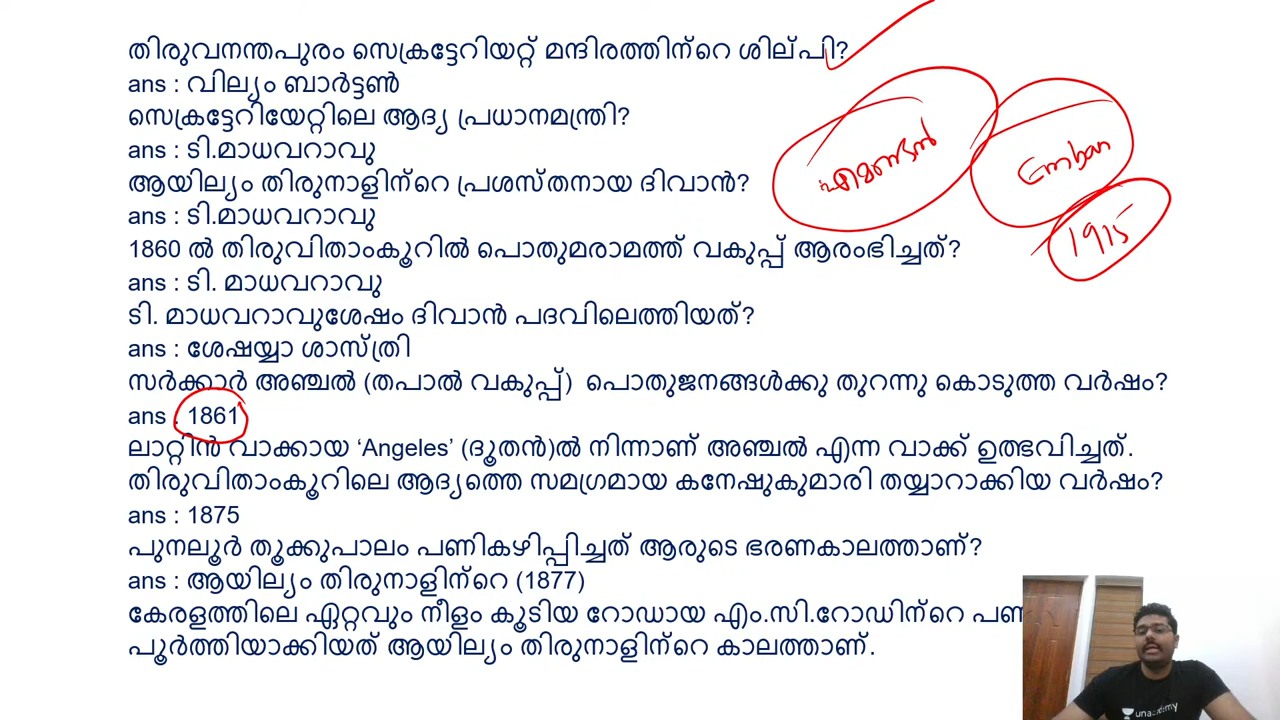 തിരുവനന്തപുരം സെക്രട്ടേറിയറ്റ് മന്ദിരത്തിന്റെ ശില്പി?
ans : വില്യം ബാർട്ടൺ
സെക്രട്ടേറിയേറ്റിലെ ആദ്യ പ്രധാനമന്ത്രി?
ans : ടി.മാധവറാവു
ആയില്യം തിരുനാളിന്റെ പ്രശസ്തനായ ദിവാൻ?
ans : ടി.മാധവറാവു
1860 ൽ തിരുവിതാംകൂറിൽ പൊതുമരാമത്ത് വകുപ്പ് ആരംഭിച്ചത്?
ans : ടി. മാധവറാവു
ടി. മാധവറാവുശേഷം ദിവാൻ പദവിലെത്തിയത്?
ans : ശേഷയ്യാ ശാസ്ത്രി
സർക്കാർ അഞ്ചൽ (തപാൽ വകുപ്പ്) പൊതുജനങ്ങൾക്കു തുറന്നു കൊടുത്ത വർഷം?
ans : 1861
ലാറ്റിൻ വാക്കായ ‘Angeles’ (ദൂതൻ)ൽ നിന്നാണ് അഞ്ചൽ എന്ന വാക്ക് ഉത്ഭവിച്ചത്.
തിരുവിതാംകൂറിലെ ആദ്യത്തെ സമഗ്രമായ കനേഷുകുമാരി തയ്യാറാക്കിയ വർഷം?
ans : 1875
പുനലൂർ തൂക്കുപാലം പണികഴിപ്പിച്ചത് ആരുടെ ഭരണകാലത്താണ്?
ans : ആയില്യം തിരുനാളിന്റെ (1877)
കേരളത്തിലെ ഏറ്റവും നീളം കൂടിയ റോഡായ എം.സി.റോഡിന്റെ പണ
പൂർത്തിയാക്കിയത് ആയില്യം തിരുനാളിന്റെ കാലത്താണ്.
1915
unacademy